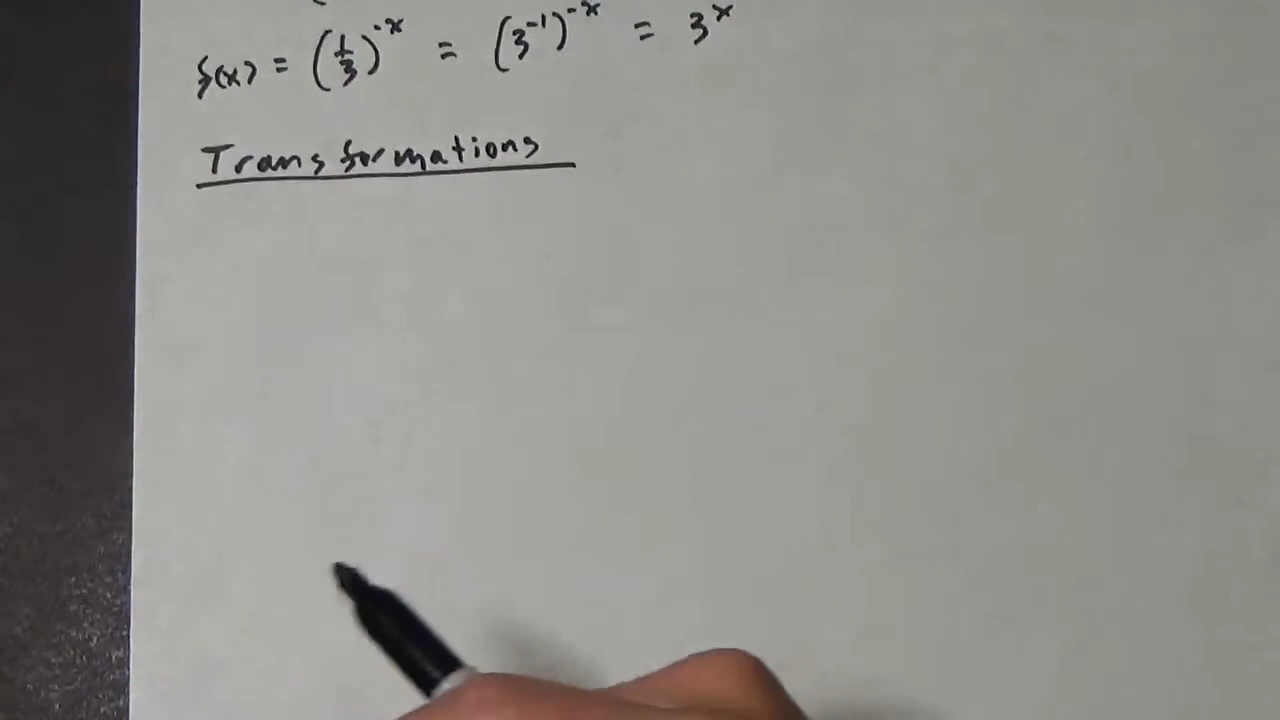 f(x) = (1/3)^-x = (3^-1)^-x = 3^x
Transformations